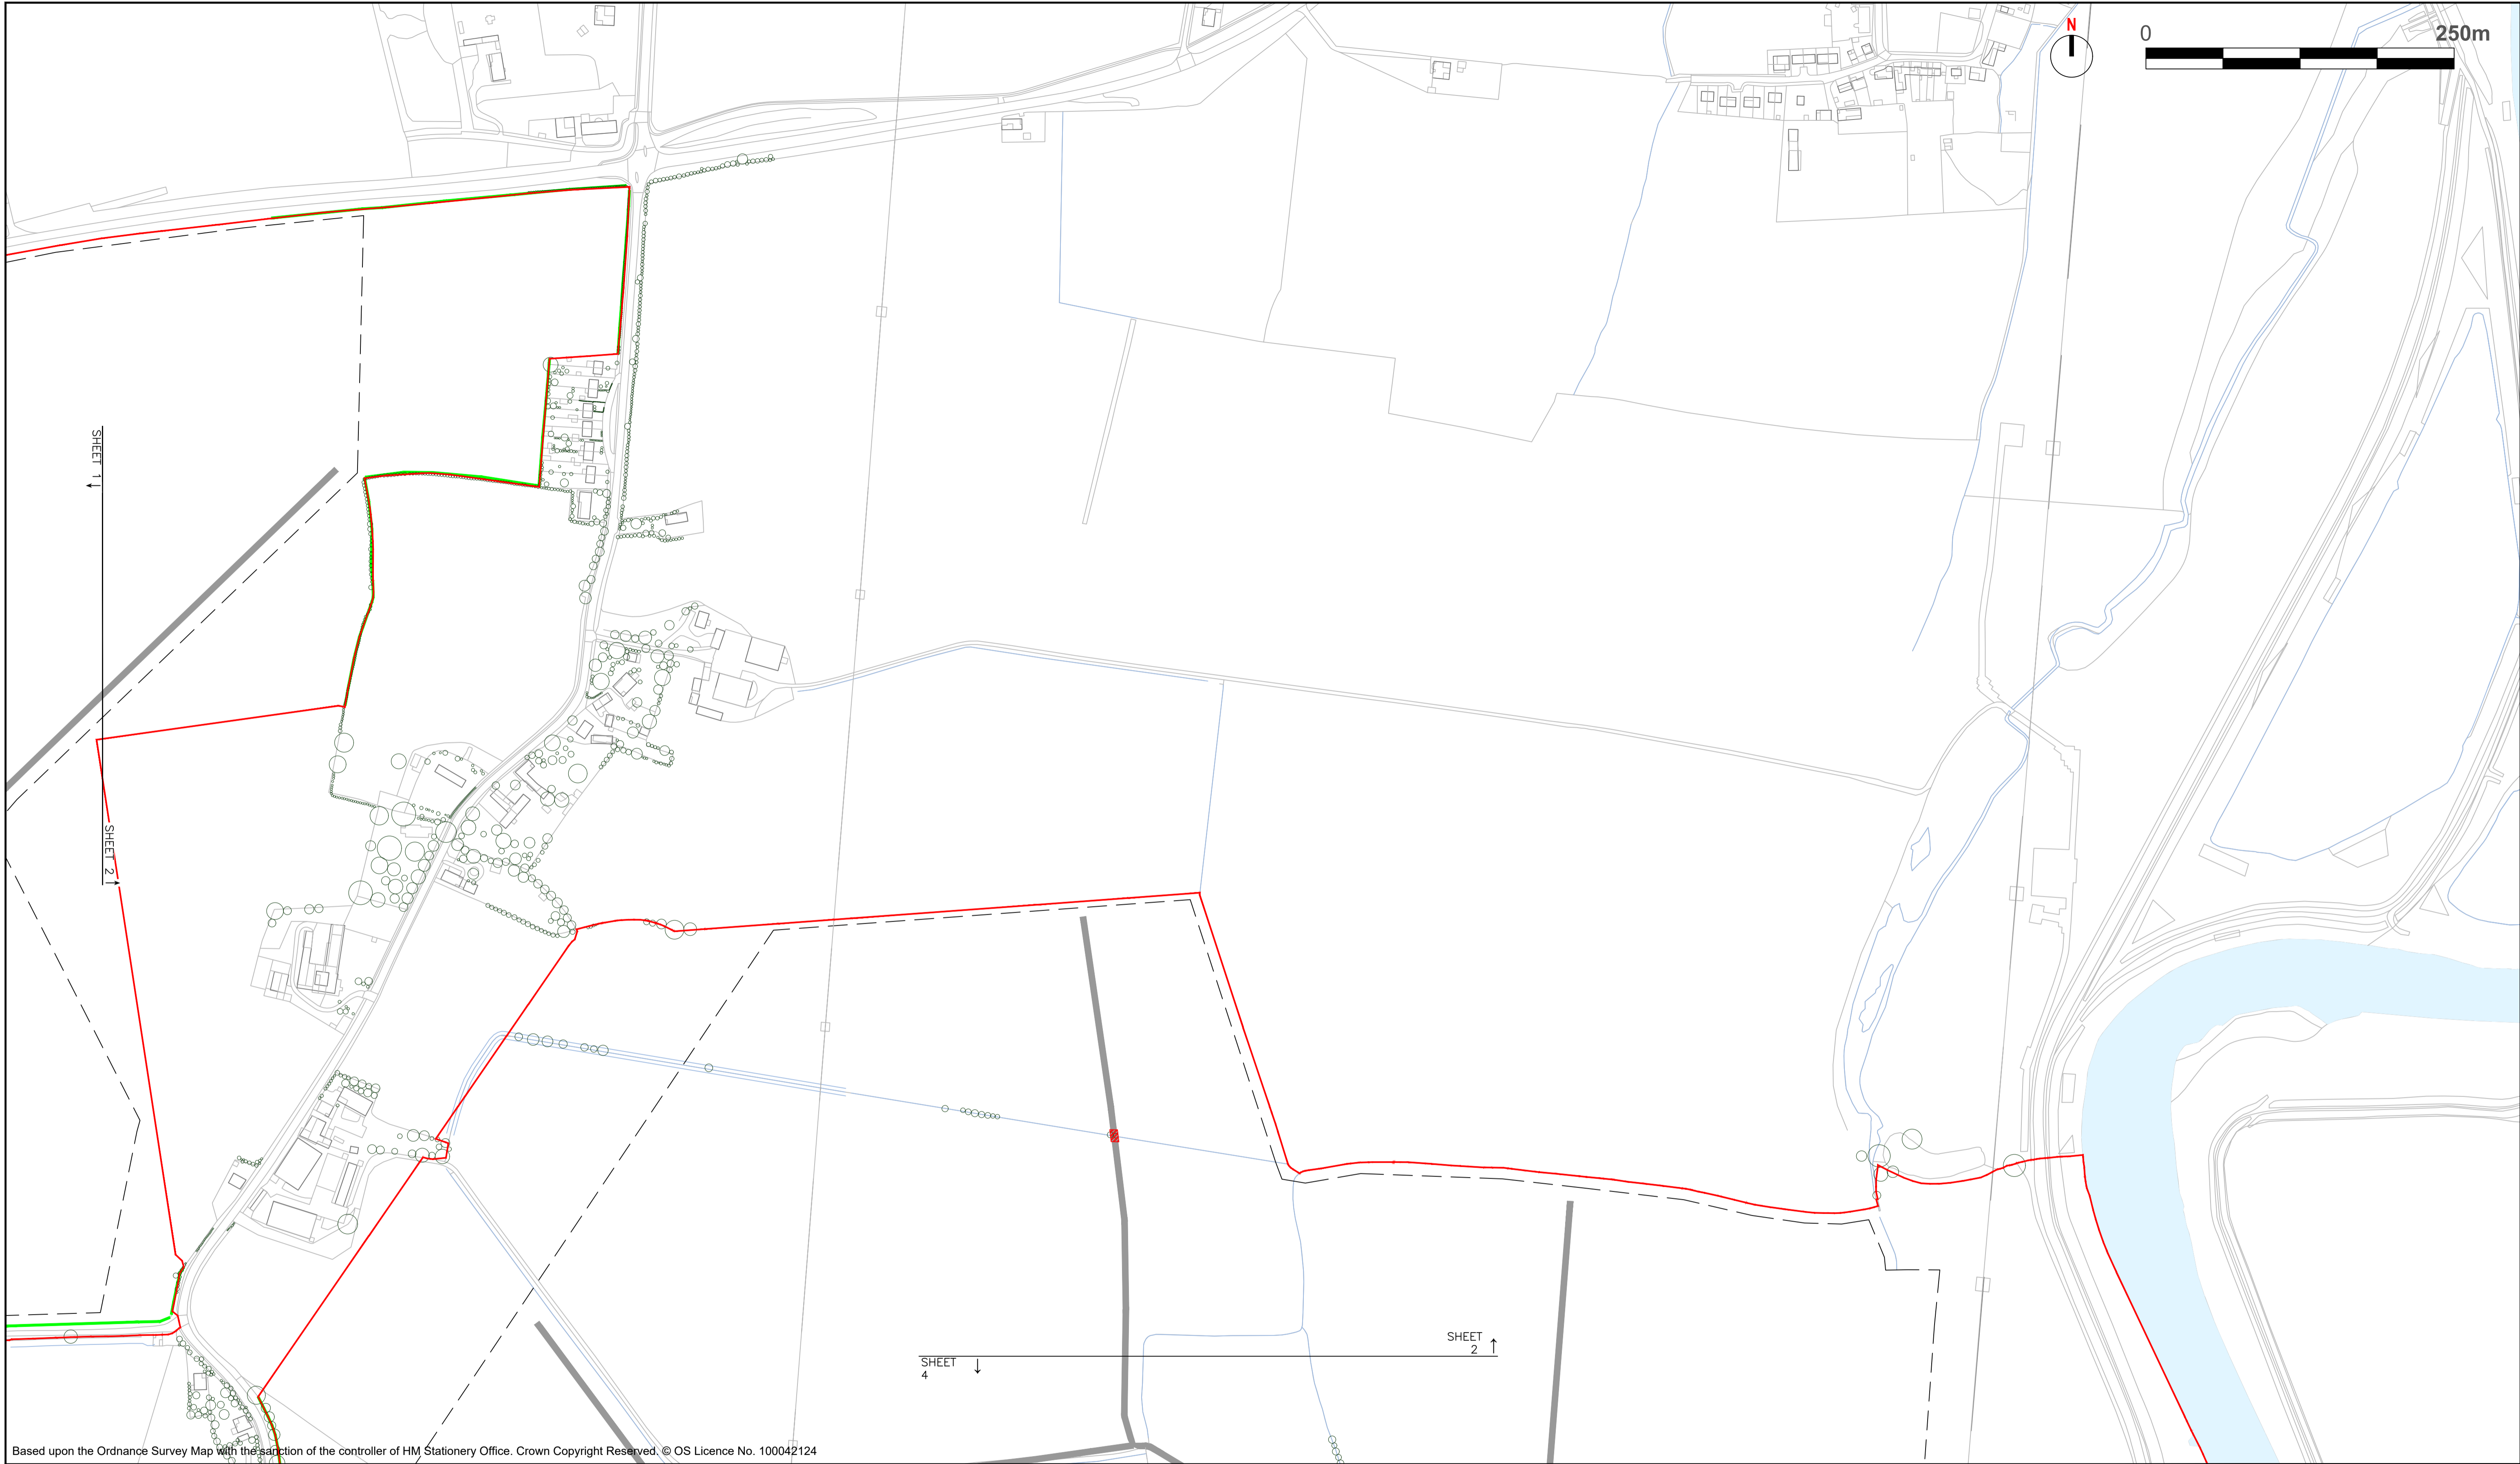 N
0
250m
SHEET 1
SHEET 2
SHEET
2
SHEET
4
Based upon the Ordnance Survey Map with the sanction of the controller of HM Stationery Office. Crown Copyright Reserved. © OS Licence No. 100042124